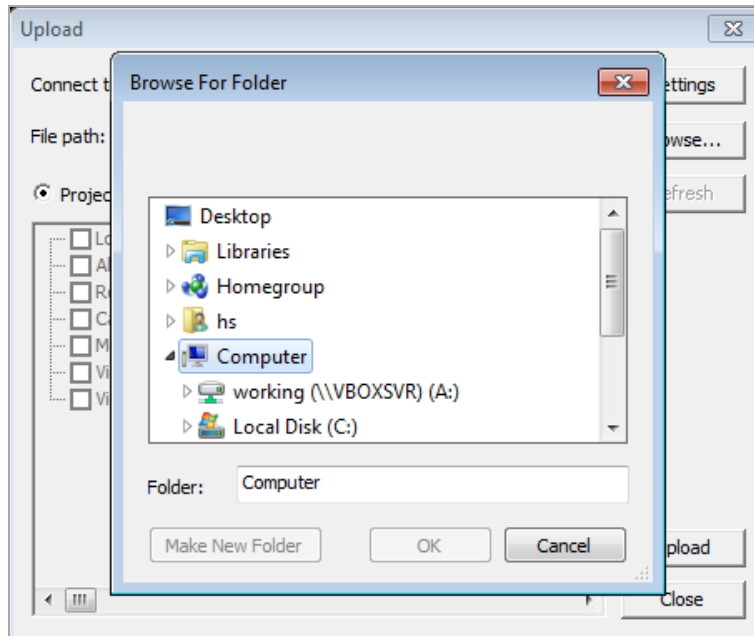 Upload
Connect t
Browse For Folder
ettings
File path:
owse...
Projec
efresh
Desktop
Libraries
Homegroup
hs
Computer
working (\\VBOXSVR) (A:)
Local Disk (C:)
Lo
Al
Re
Ca
M
Vi
Vi
Folder:
Computer
Make New Folder
OK
Cancel
pload
Close